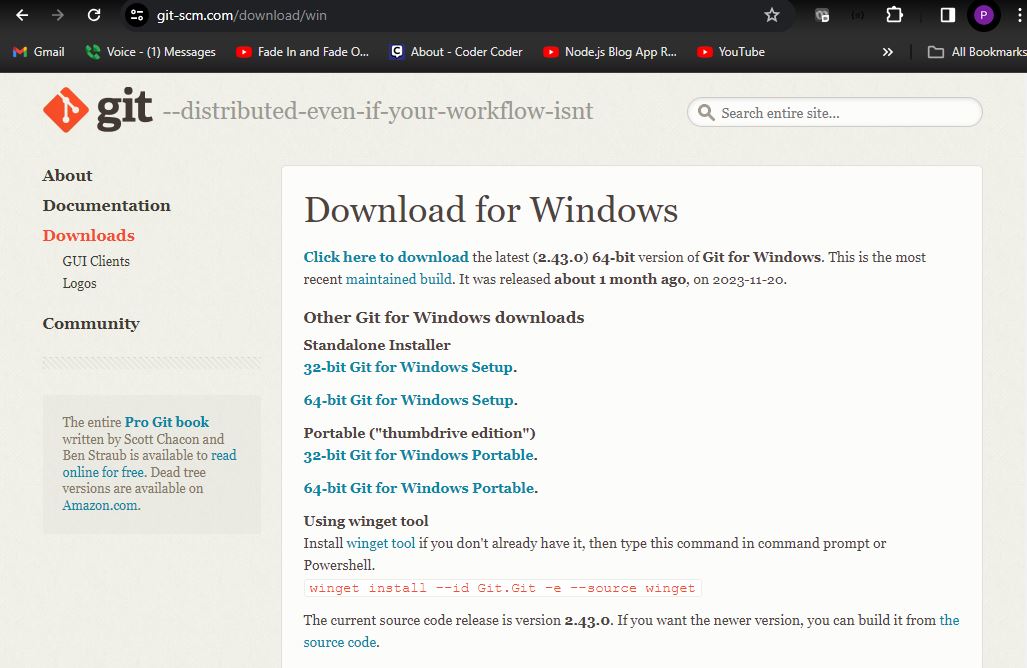 git-scm.com/download/win
P
Gmail
Voice - (1) Messages
Fade In and Fade O...
About - Coder Coder
Node.js Blog App R...
YouTube
»
All Bookmarks
git --distributed-even-if-your-workflow-isnt
Search entire site...
About
Documentation
Downloads
GUI Clients
Logos
Community
The entire Pro Git book
written by Scott Chacon and
Ben Straub is available to read
online for free. Dead tree
versions are available on
Amazon.com.
Download for Windows
Click here to download the latest (2.43.0) 64-bit version of Git for Windows. This is the most
recent maintained build. It was released about 1 month ago, on 2023-11-20.
Other Git for Windows downloads
Standalone Installer
32-bit Git for Windows Setup.
64-bit Git for Windows Setup.
Portable ("thumbdrive edition")
32-bit Git for Windows Portable.
64-bit Git for Windows Portable.
Using winget tool
Install winget tool if you don't already have it, then type this command in command prompt or
Powershell.
winget install --id Git.Git -e --source winget
The current source code release is version 2.43.0. If you want the newer version, you can build it from the
source code.